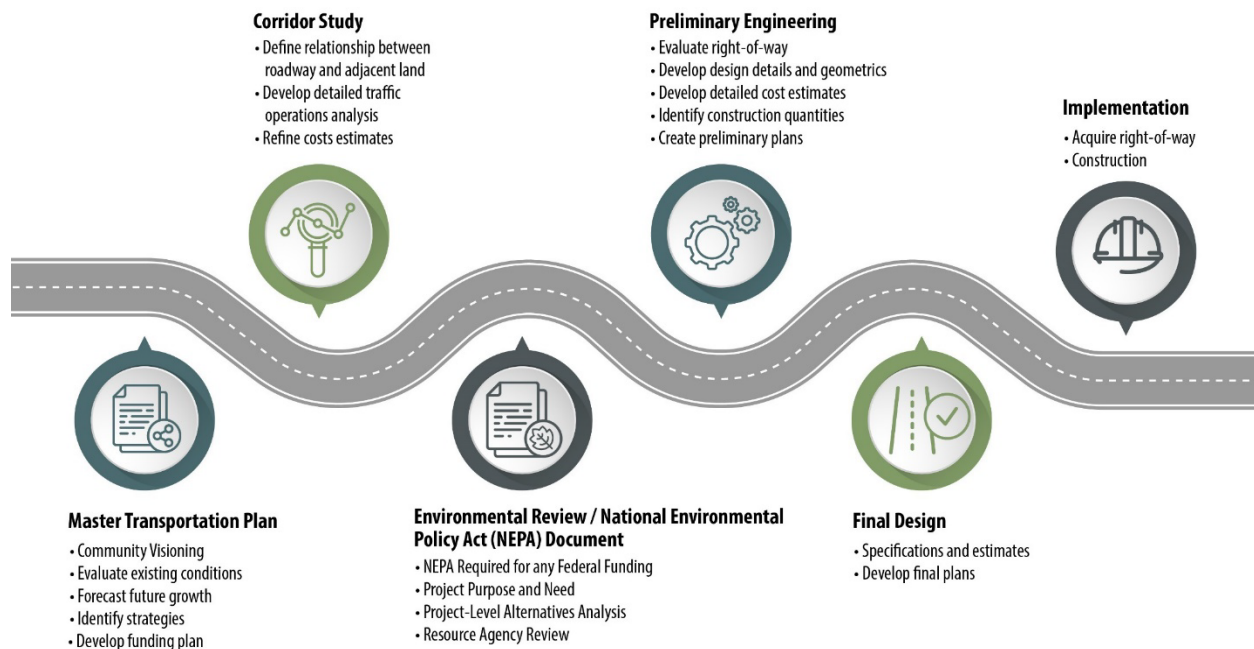 Corridor Study
• Define relationship between
roadway and adjacent land
• Develop detailed traffic
operations analysis
• Refine costs estimates
Preliminary Engineering
• Evaluate right-of-way
• Develop design details and geometrics
• Develop detailed cost estimates
• Identify construction quantities
• Create preliminary plans
Implementation
• Acquire right-of-way
• Construction
Master Transportation Plan
• Community Visioning
• Evaluate existing conditions
• Forecast future growth
• Identify strategies
• Develop funding plan
Environmental Review / National Environmental
Policy Act (NEPA) Document
• NEPA Required for any Federal Funding
• Project Purpose and Need
• Project-Level Alternatives Analysis
• Resource Agency Review
Final Design
• Specifications and estimates
• Develop final plans